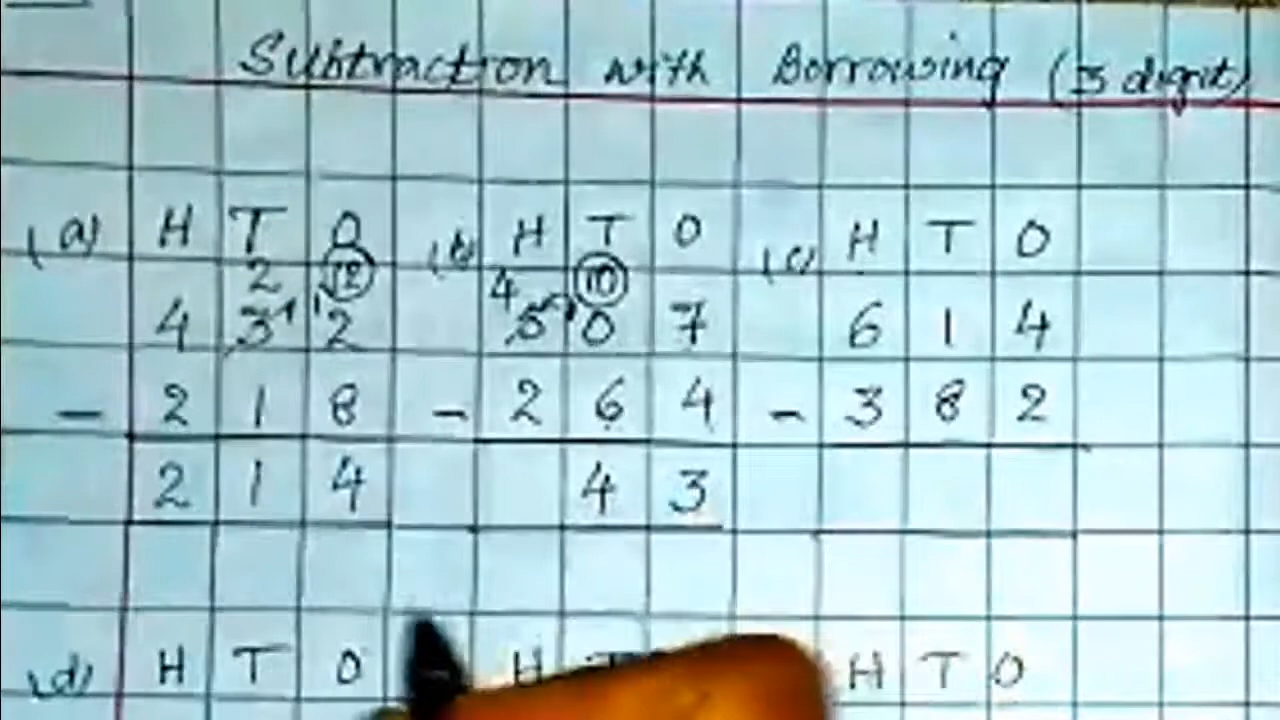 Subtraction with Borrowing (3 digit)
(a) H T O (b) H T O (c) H T O
2 12 4 10
4 3 2 5 0 7 6 1 4
- 2 1 8 - 2 6 4 - 3 8 2
2 1 4 4 3
(d) H T O H T H T O